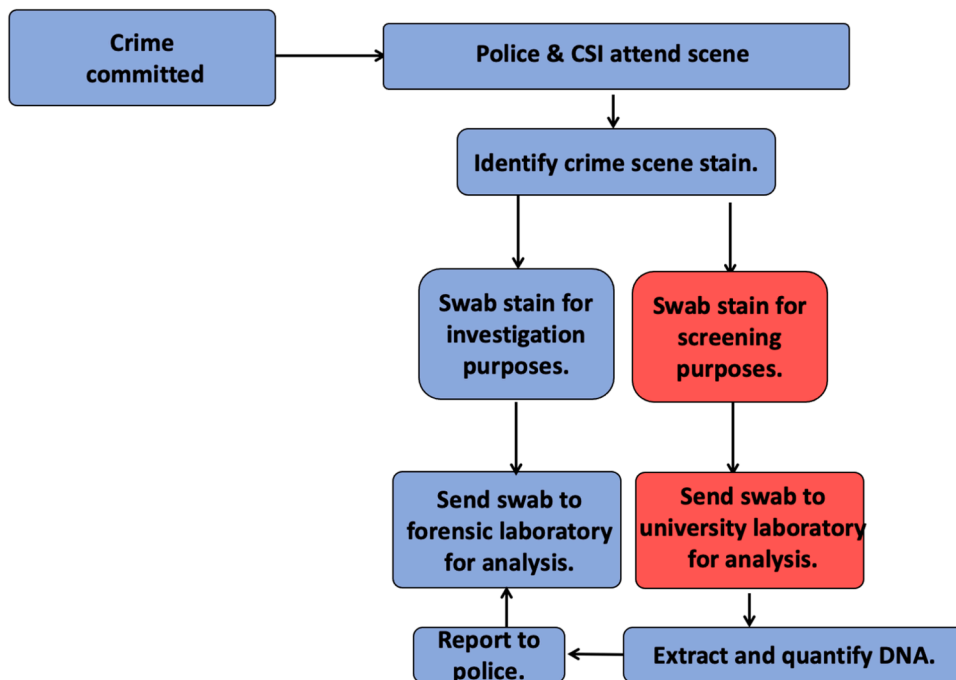 Crime
committed
Police & CSI attend scene
Identify crime scene stain.
Swab stain for
investigation
purposes.
Swab stain for
screening
purposes.
Send swab to
forensic laboratory
for analysis.
Send swab to
university laboratory
for analysis.
Report to
police.
Extract and quantify DNA.